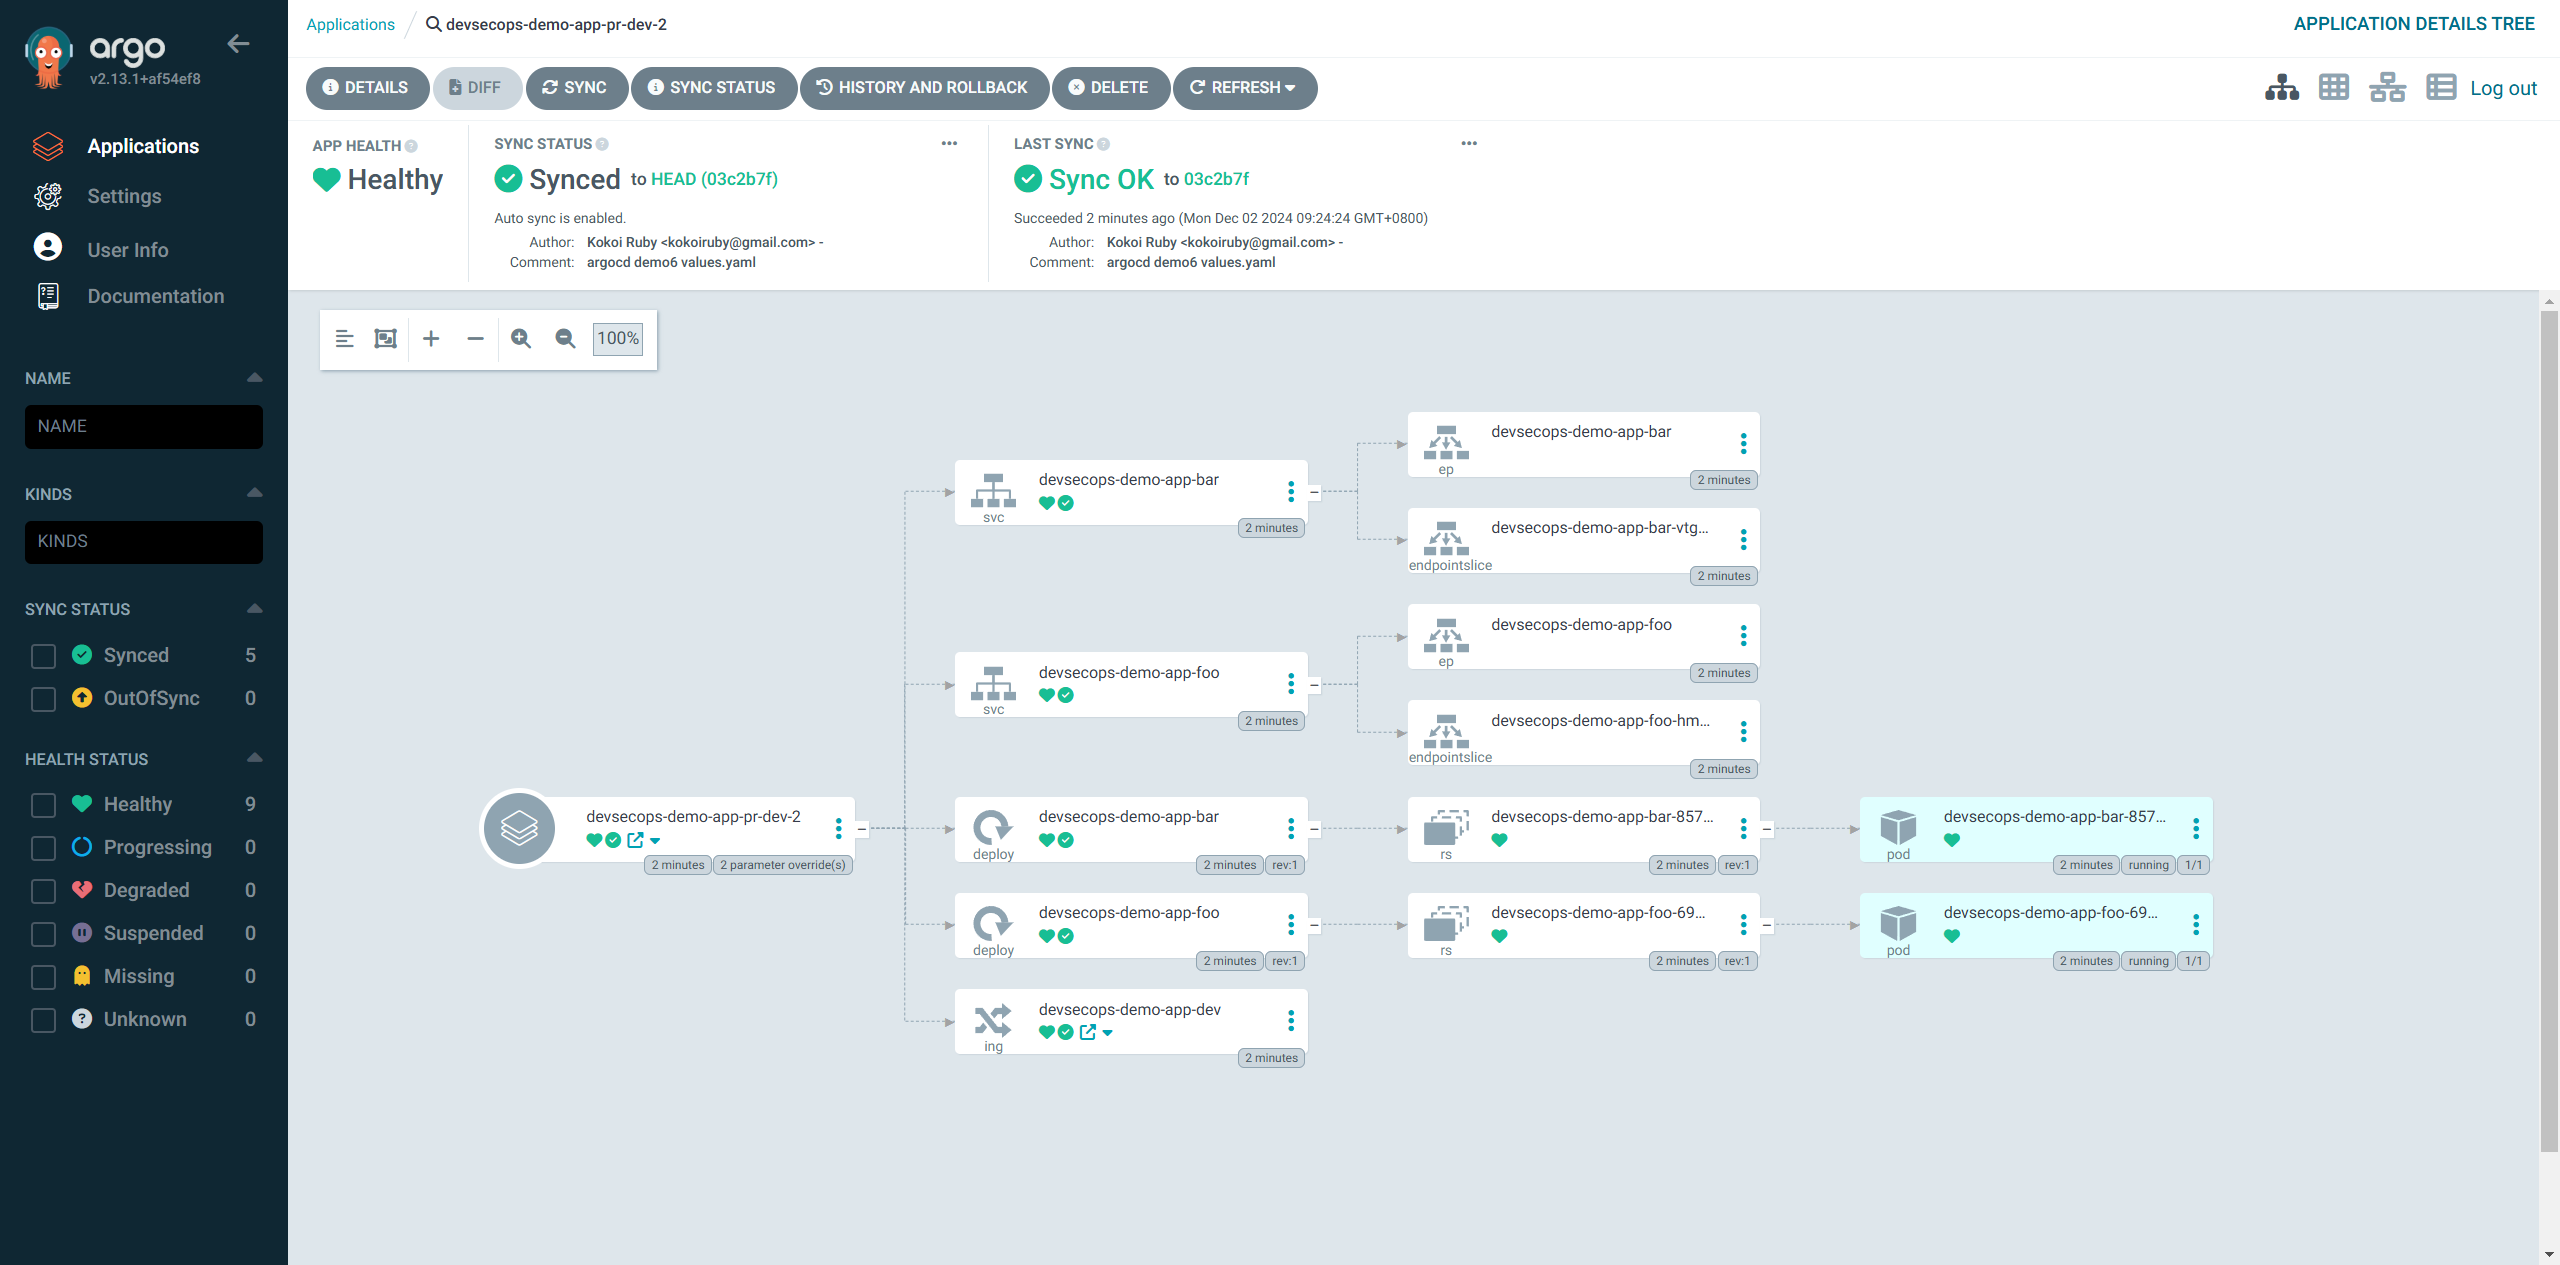 argo
v2.13.1+af54ef8
Applications
Settings
User Info
Documentation
NAME
NAME
KINDS
KINDS
SYNC STATUS
Synced 5
OutOfSync 0
HEALTH STATUS
Healthy 9
Progressing 0
Degraded 0
Suspended 0
Missing 0
Unknown 0
Applications / devsecops-demo-app-pr-dev-2
APPLICATION DETAILS TREE
DETAILS DIFF SYNC SYNC STATUS HISTORY AND ROLLBACK DELETE REFRESH
Log out
APP HEALTH
Healthy
SYNC STATUS
Synced to HEAD (03c2b7f)
Auto sync is enabled.
Author: Kokoi Ruby <kokoiruby@gmail.com> -
Comment: argocd demo6 values.yaml
LAST SYNC
Sync OK to 03c2b7f
Succeeded 2 minutes ago (Mon Dec 02 2024 09:24:24 GMT+0800)
Author: Kokoi Ruby <kokoiruby@gmail.com> -
Comment: argocd demo6 values.yaml
100%
devsecops-demo-app-pr-dev-2
2 minutes 2 parameter override(s)
devsecops-demo-app-bar
svc
2 minutes
devsecops-demo-app-foo
svc
2 minutes
devsecops-demo-app-bar
deploy
2 minutes rev:1
devsecops-demo-app-foo
deploy
2 minutes rev:1
devsecops-demo-app-dev
ing
2 minutes
devsecops-demo-app-bar
ep
2 minutes
devsecops-demo-app-bar-vtg...
endpointslice
2 minutes
devsecops-demo-app-foo
ep
2 minutes
devsecops-demo-app-foo-hm...
endpointslice
2 minutes
devsecops-demo-app-bar-857...
rs
2 minutes rev:1
devsecops-demo-app-foo-69...
rs
2 minutes rev:1
devsecops-demo-app-bar-857...
pod
2 minutes running 1/1
devsecops-demo-app-foo-69...
pod
2 minutes running 1/1